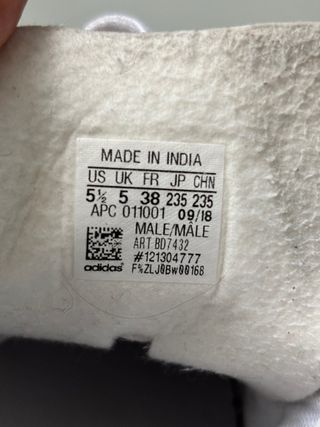 MADE IN INDIA
US UK FR JP CHN
5½ 5 38 235 235
APC 011001 09/18
MALE/MÂLE
ART BD7432
#121304777
adidas F%ZLJ0Bw00168